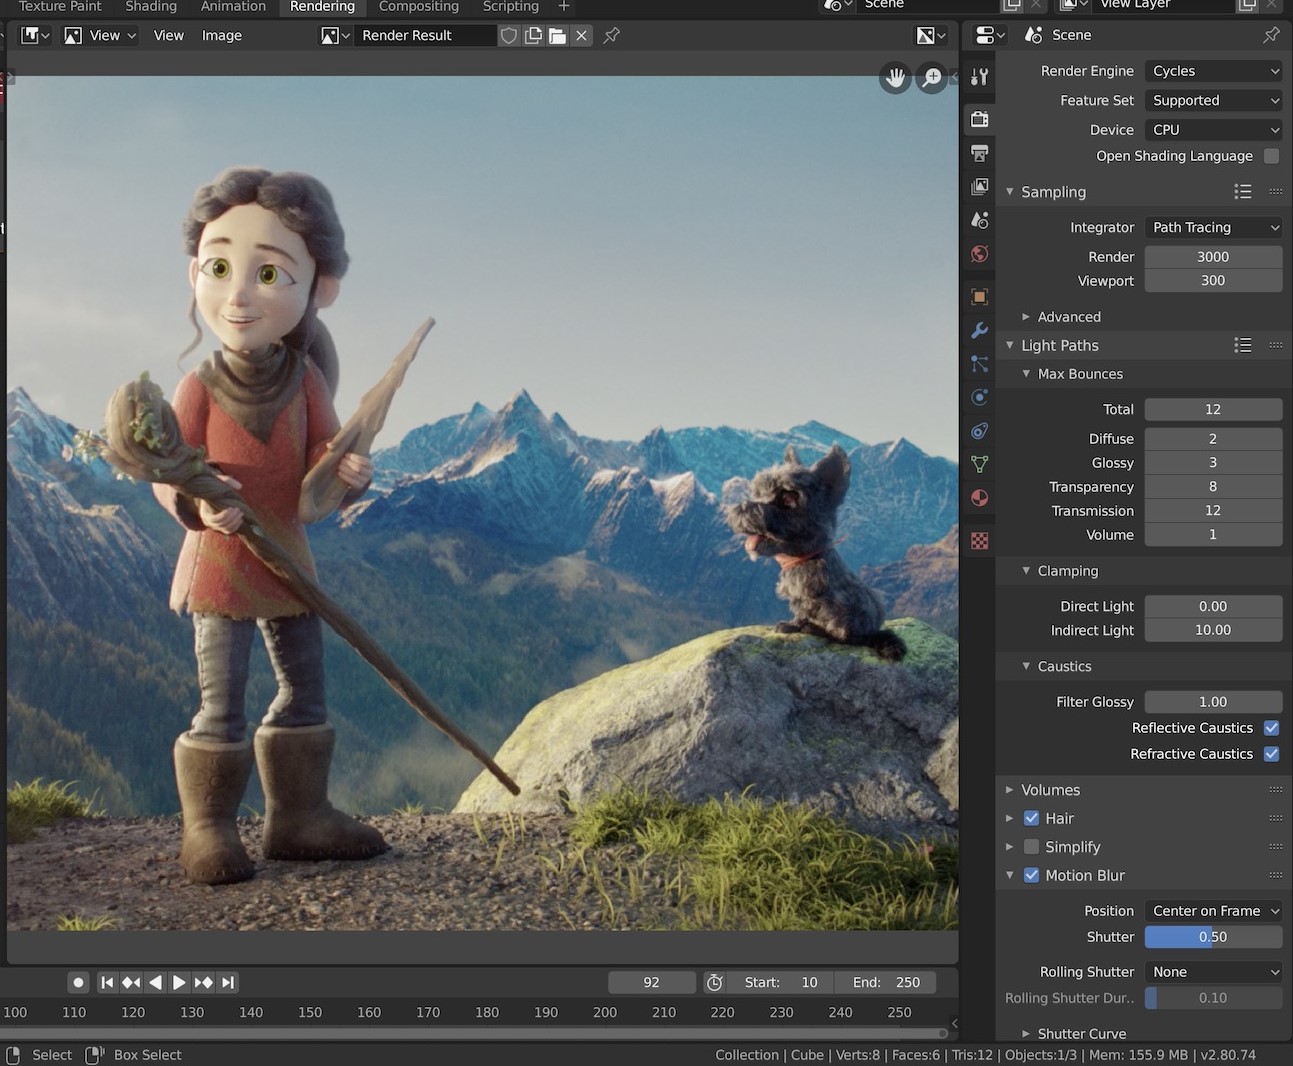 Texture Paint Shading Animation Rendering Compositing Scripting + Scene View Layer
View View Image Render Result Scene
Render Engine Cycles
Feature Set Supported
Device CPU
Open Shading Language
Sampling
Integrator Path Tracing
Render 3000
Viewport 300
Advanced
Light Paths
Max Bounces
Total 12
Diffuse 2
Glossy 3
Transparency 8
Transmission 12
Volume 1
Clamping
Direct Light 0.00
Indirect Light 10.00
Caustics
Filter Glossy 1.00
Reflective Caustics
Refractive Caustics
Volumes
Hair
Simplify
Motion Blur
Position Center on Frame
Shutter 0.50
Rolling Shutter None
Rolling Shutter Dur.. 0.10
Shutter Curve
92 Start: 10 End: 250
100 110 120 130 140 150 160 170 180 190 200 210 220 230 240 250
Select Box Select Collection | Cube | Verts:8 | Faces:6 | Tris:12 | Objects:1/3 | Mem: 155.9 MB | v2.80.74